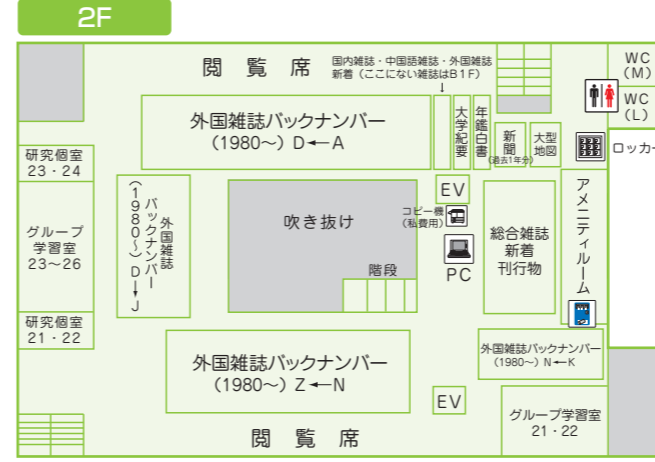 2F
閲覧席
国内雑誌・中国語雑誌・外国雑誌
新着（ここにない雑誌はB1F）
↓
WC
（M）
WC
（L）
外国雑誌バックナンバー
（1980～）D←A
大学紀要
年鑑白書
新聞
（過去1年分）
大型
地図
ロッカー
研究個室
23・24
グループ
学習室
23～26
研究個室
21・22
外国雑誌
バックナンバー
（1980～）D→J
吹き抜け
階段
EV
コピー機
（私費用）
PC
総合雑誌
新着
刊行物
アメニティルーム
外国雑誌バックナンバー
（1980～）Z←N
外国雑誌バックナンバー
（1980～）N←K
EV
グループ学習室
21・22
閲覧席